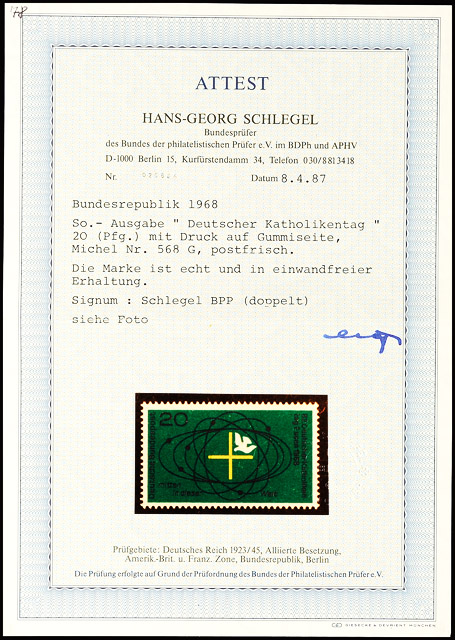 ATTEST
HANS-GEORG SCHLEGEL
Bundesprüfer
des Bundes der philatelistischen Prüfer e.V. im BDPh und APHV
D-1000 Berlin 15, Kurfürstendamm 34, Telefon 030/8813418
Nr. Datum 8.4.87
Bundesrepublik 1968
So.- Ausgabe " Deutscher Katholikentag "
20 (Pfg.) mit Druck auf Gummiseite,
Michel Nr. 568 G, postfrisch.
Die Marke ist echt und in einwandfreier
Erhaltung.
Signum : Schlegel BPP (doppelt)
siehe Foto
20
Prüfgebiete: Deutsches Reich 1923/45, Alliierte Besetzung,
Amerik.-Brit. u. Franz. Zone, Bundesrepublik, Berlin
Die Prüfung erfolgte auf Grund der Prüfordnung des Bundes der Philatelistischen Prüfer e.V.
GIESECKE & DEVRIENT MÜNCHEN